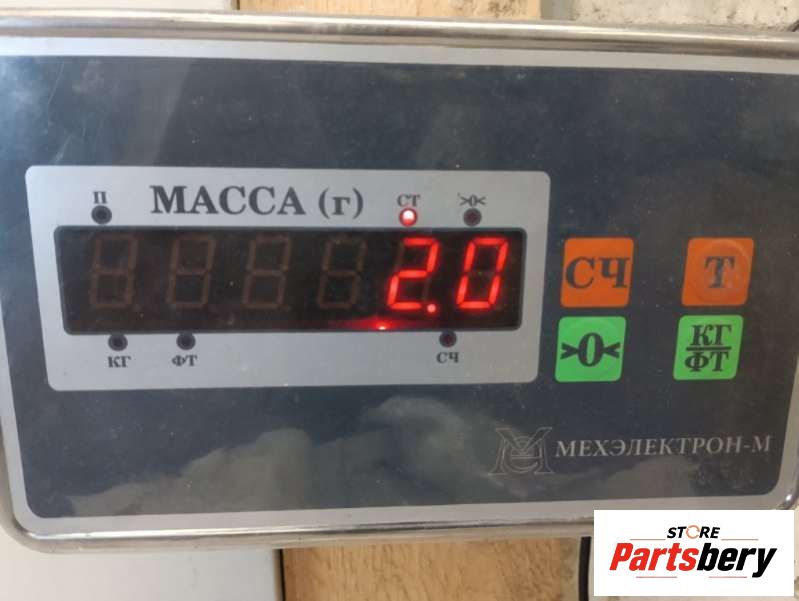 П МАССА (г) СТ >0<
2.0
КГ ФТ СЧ
СЧ Т
>0< КГ/ФТ
МЕХЭЛЕКТРОН-М
STORE
Partsbery